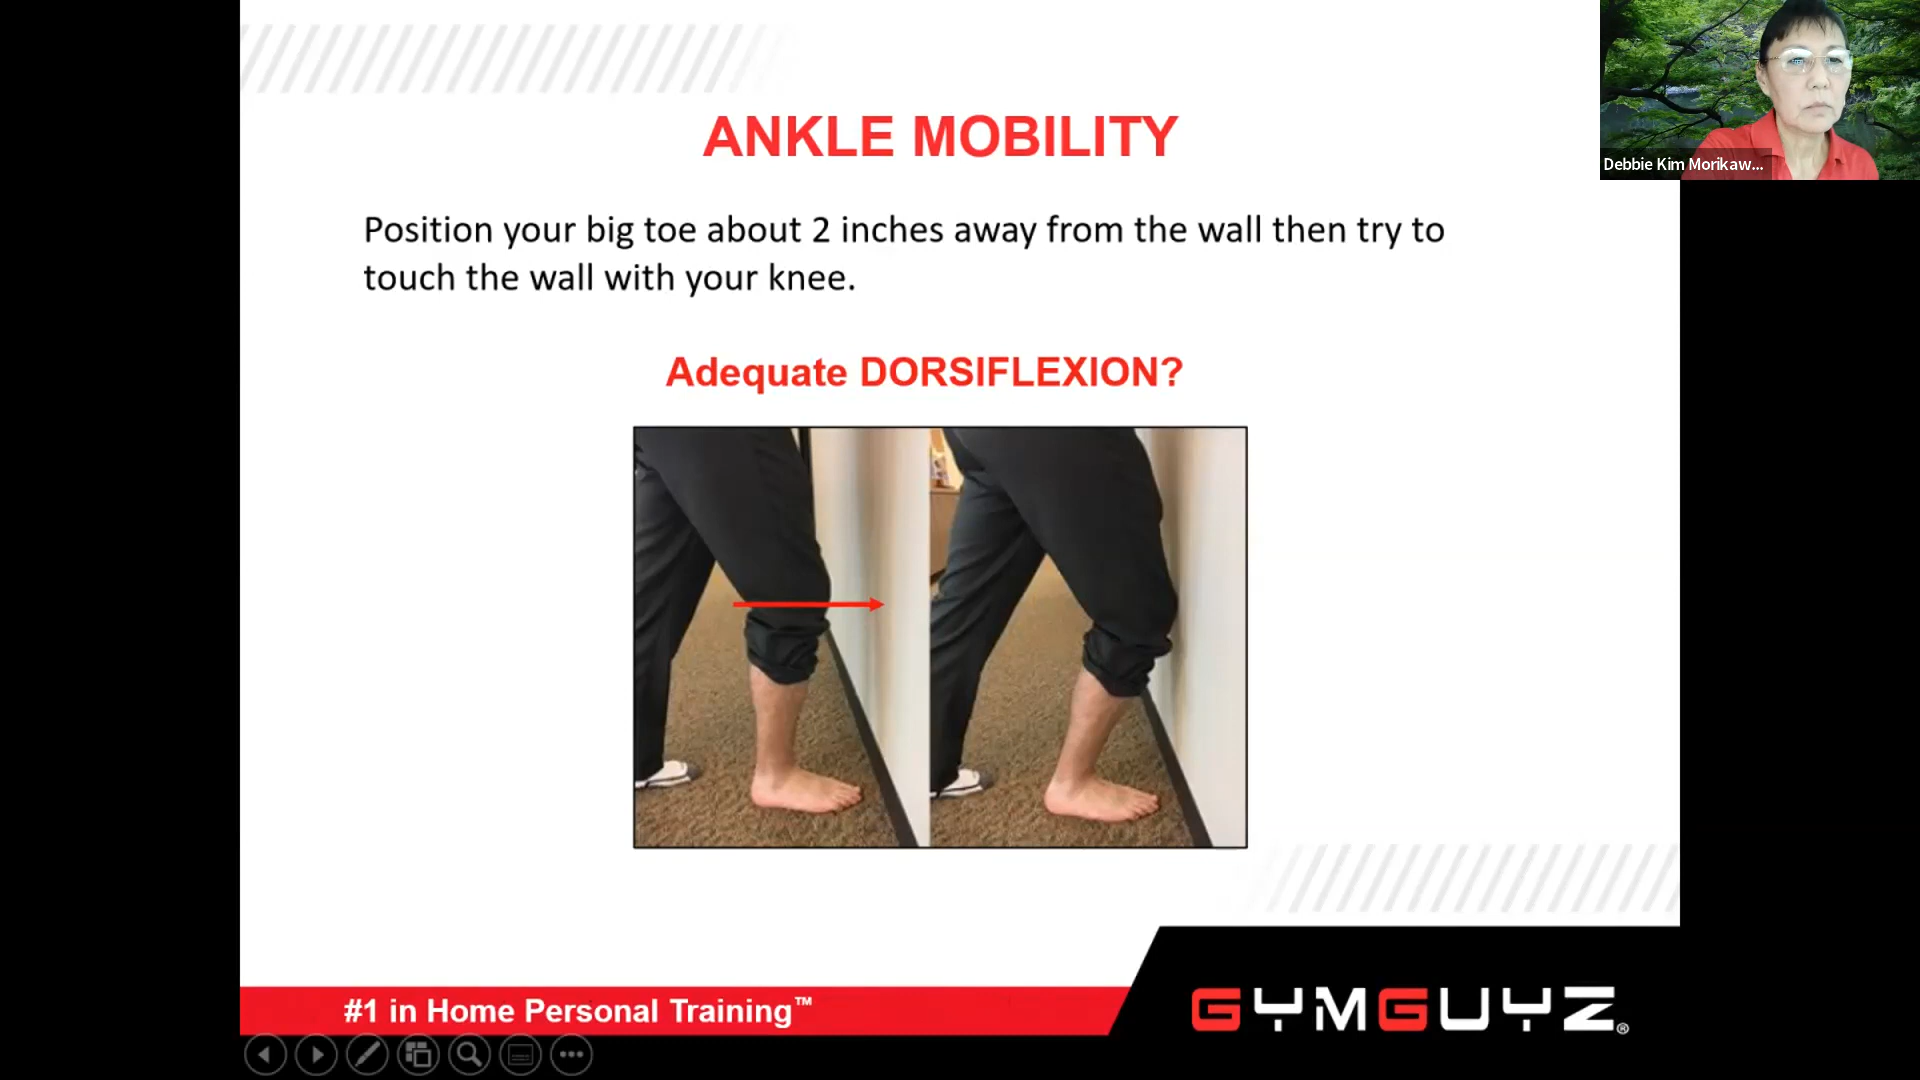 ANKLE MOBILITY
Debbie Kim Morikaw...
Position your big toe about 2 inches away from the wall then try to
touch the wall with your knee.
Adequate DORSIFLEXION?
#1 in Home Personal Training™
GYMGUYZ®